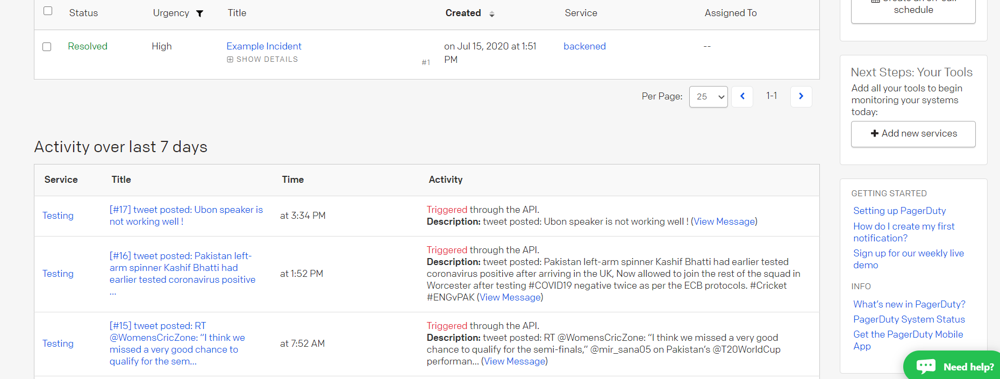 Status Urgency Title Created Service Assigned To
Resolved High Example Incident on Jul 15, 2020 at 1:51 backened --
SHOW DETAILS #1 PM
Per Page: 25 1-1
Activity over last 7 days
Service Title Time Activity
Testing
[#17] tweet posted: Ubon speaker is
not working well !
at 3:34 PM
Triggered through the API.
Description: tweet posted: Ubon speaker is not working well ! (View Message)
Testing
[#16] tweet posted: Pakistan left-
arm spinner Kashif Bhatti had
earlier tested coronavirus positive
...
at 1:52 PM
Triggered through the API.
Description: tweet posted: Pakistan left-arm spinner Kashif Bhatti had earlier tested
coronavirus positive after arriving in the UK, Now allowed to join the rest of the squad in
Worcester after testing #COVID19 negative twice as per the ECB protocols. #Cricket
#ENGvPAK (View Message)
Testing
[#15] tweet posted: RT
@WomensCricZone: “I think we
missed a very good chance to
qualify for the sem...
at 7:52 AM
Triggered through the API.
Description: tweet posted: RT @WomensCricZone: “I think we missed a very good
chance to qualify for the semi-finals,” @mir_sana05 on Pakistan’s @T20WorldCup
performan... (View Message)
schedule
Next Steps: Your Tools
Add all your tools to begin
monitoring your systems
today:
Add new services
GETTING STARTED
Setting up PagerDuty
How do I create my first
notification?
Sign up for our weekly live
demo
INFO
What’s new in PagerDuty?
PagerDuty System Status
Get the PagerDuty Mobile
App
Need help?